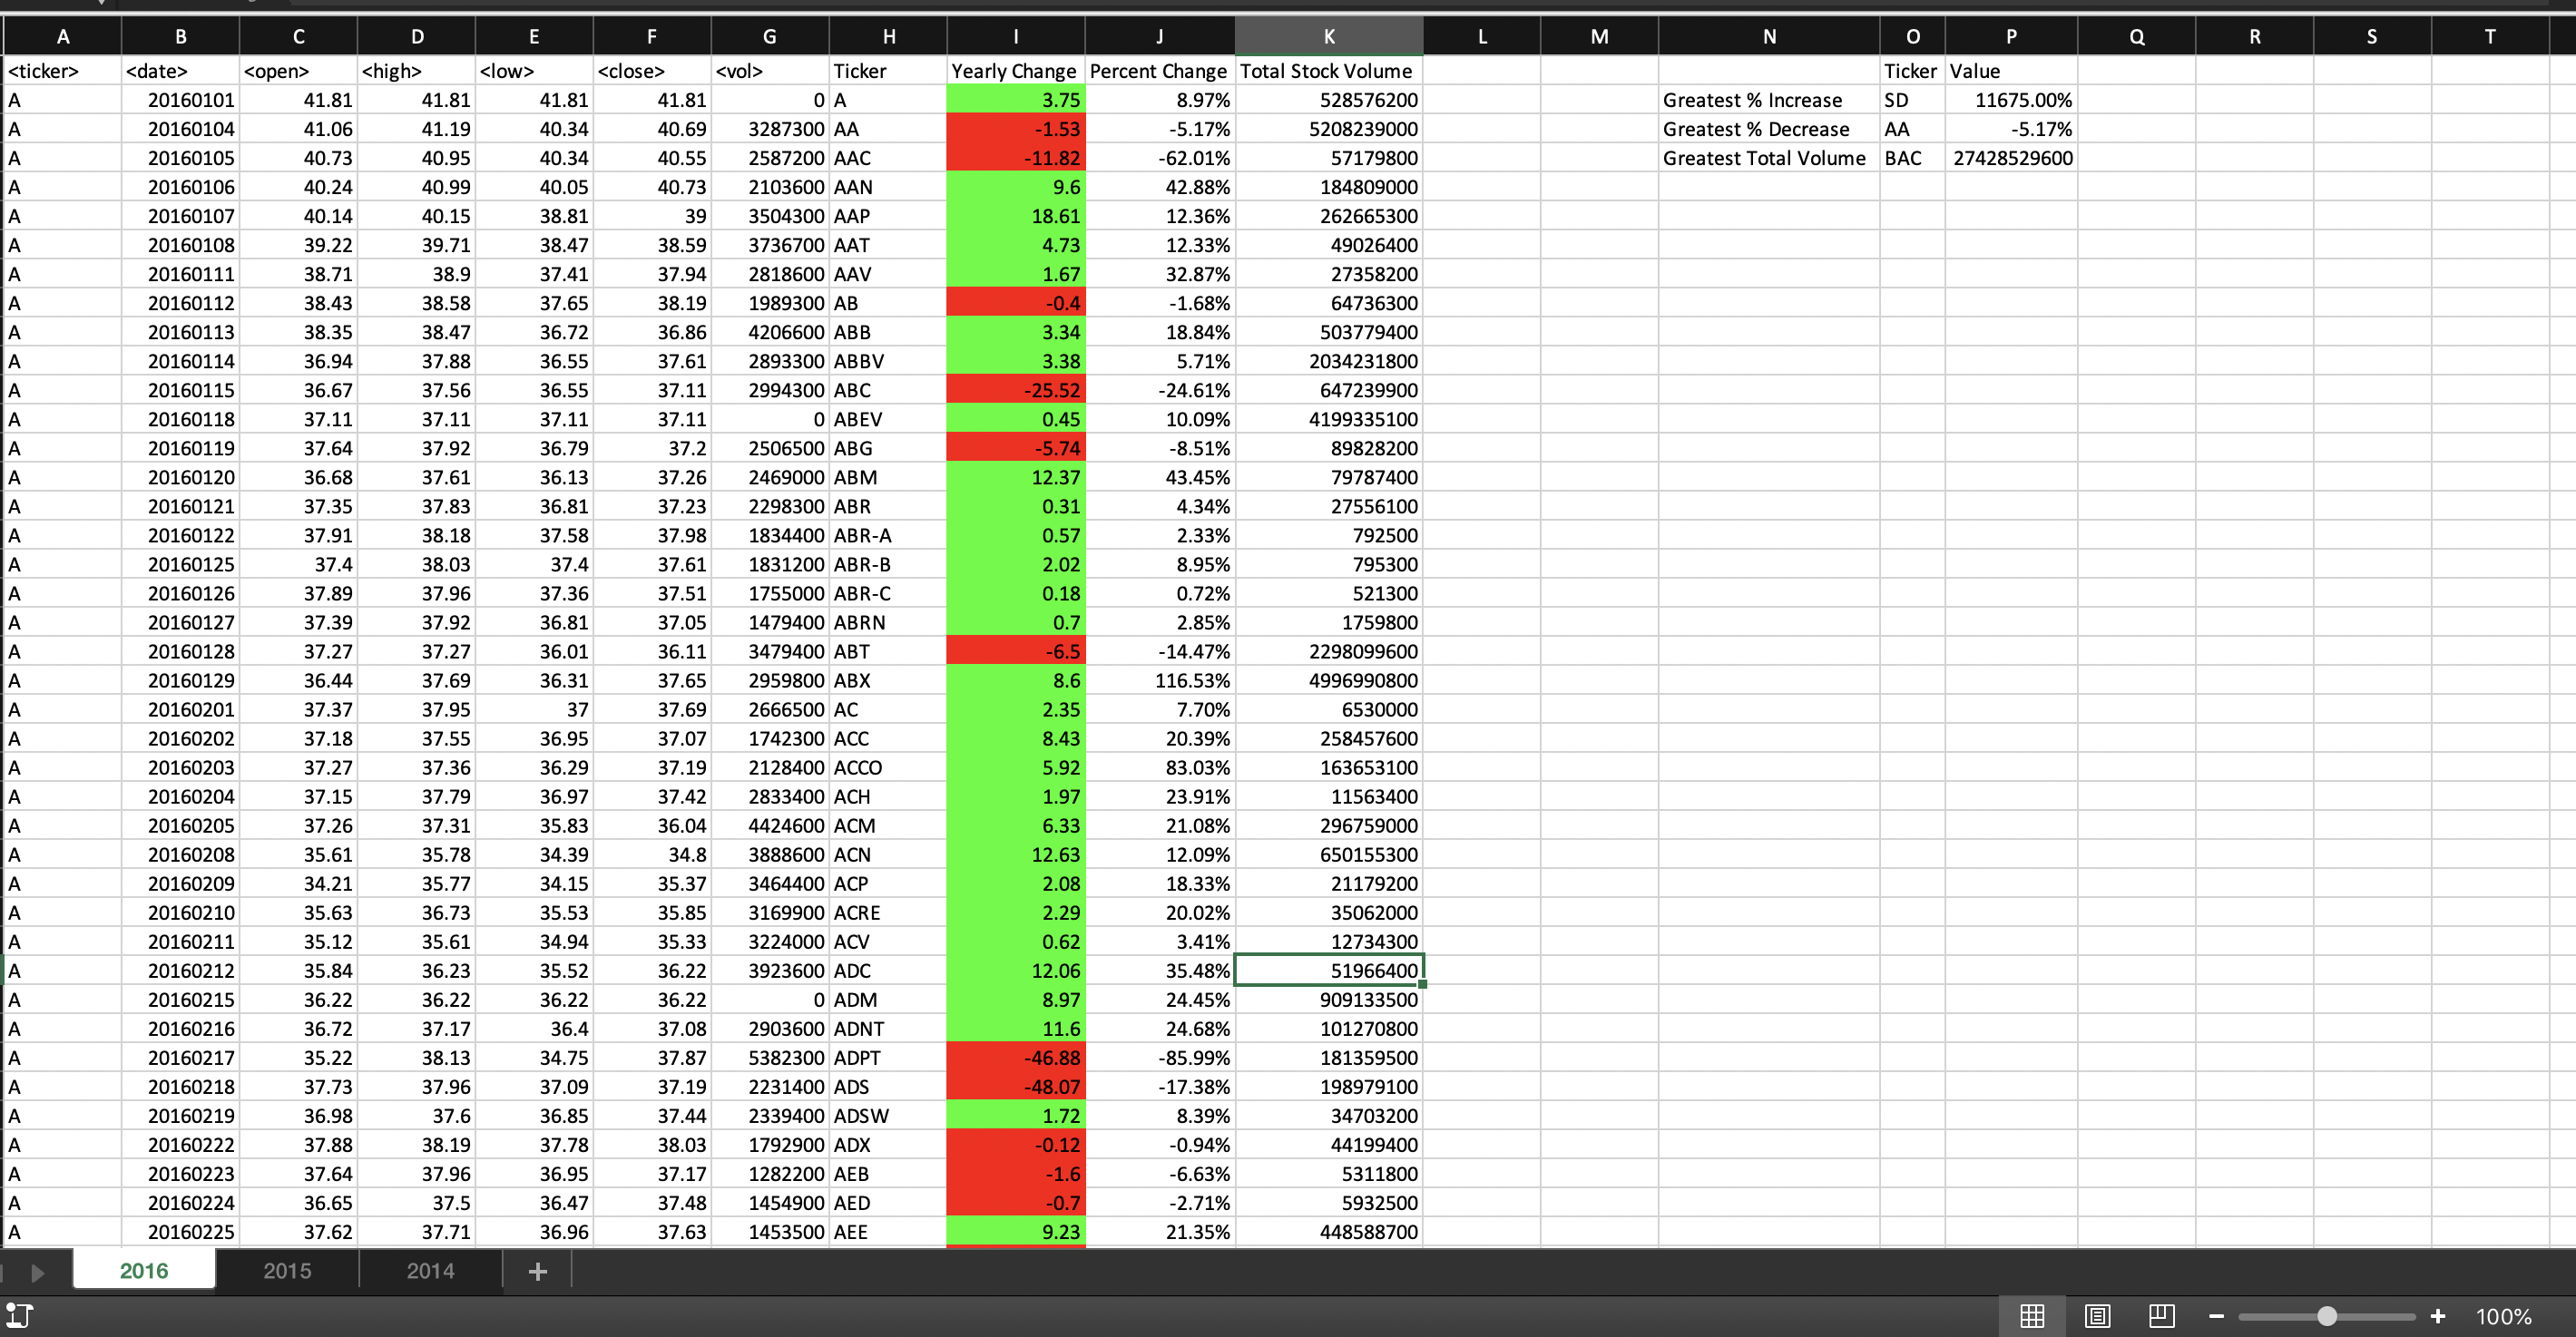 A B C D E F G H I J K L M N O P Q R S T
<ticker> <date> <open> <high> <low> <close> <vol> Ticker Yearly Change Percent Change Total Stock Volume Ticker Value
A 20160101 41.81 41.81 41.81 41.81 0 A 3.75 8.97% 528576200 Greatest % Increase SD 11675.00%
A 20160104 41.06 41.19 40.34 40.69 3287300 AA -1.53 -5.17% 5208239000 Greatest % Decrease AA -5.17%
A 20160105 40.73 40.95 40.34 40.55 2587200 AAC -11.82 -62.01% 57179800 Greatest Total Volume BAC 27428529600
A 20160106 40.24 40.99 40.05 40.73 2103600 AAN 9.6 42.88% 184809000
A 20160107 40.14 40.15 38.81 39 3504300 AAP 18.61 12.36% 262665300
A 20160108 39.22 39.71 38.47 38.59 3736700 AAT 4.73 12.33% 49026400
A 20160111 38.71 38.9 37.41 37.94 2818600 AAV 1.67 32.87% 27358200
A 20160112 38.43 38.58 37.65 38.19 1989300 AB -0.4 -1.68% 64736300
A 20160113 38.35 38.47 36.72 36.86 4206600 ABB 3.34 18.84% 503779400
A 20160114 36.94 37.88 36.55 37.61 2893300 ABBV 3.38 5.71% 2034231800
A 20160115 36.67 37.56 36.55 37.11 2994300 ABC -25.52 -24.61% 647239900
A 20160118 37.11 37.11 37.11 37.11 0 ABEV 0.45 10.09% 4199335100
A 20160119 37.64 37.92 36.79 37.2 2506500 ABG -5.74 -8.51% 89828200
A 20160120 36.68 37.61 36.13 37.26 2469000 ABM 12.37 43.45% 79787400
A 20160121 37.35 37.83 36.81 37.23 2298300 ABR 0.31 4.34% 27556100
A 20160122 37.91 38.18 37.58 37.98 1834400 ABR-A 0.57 2.33% 792500
A 20160125 37.4 38.03 37.4 37.61 1831200 ABR-B 2.02 8.95% 795300
A 20160126 37.89 37.96 37.36 37.51 1755000 ABR-C 0.18 0.72% 521300
A 20160127 37.39 37.92 36.81 37.05 1479400 ABRN 0.7 2.85% 1759800
A 20160128 37.27 37.27 36.01 36.11 3479400 ABT -6.5 -14.47% 2298099600
A 20160129 36.44 37.69 36.31 37.65 2959800 ABX 8.6 116.53% 4996990800
A 20160201 37.37 37.95 37 37.69 2666500 AC 2.35 7.70% 6530000
A 20160202 37.18 37.55 36.95 37.07 1742300 ACC 8.43 20.39% 258457600
A 20160203 37.27 37.36 36.29 37.19 2128400 ACCO 5.92 83.03% 163653100
A 20160204 37.15 37.79 36.97 37.42 2833400 ACH 1.97 23.91% 11563400
A 20160205 37.26 37.31 35.83 36.04 4424600 ACM 6.33 21.08% 296759000
A 20160208 35.61 35.78 34.39 34.8 3888600 ACN 12.63 12.09% 650155300
A 20160209 34.21 35.77 34.15 35.37 3464400 ACP 2.08 18.33% 21179200
A 20160210 35.63 36.73 35.53 35.85 3169900 ACRE 2.29 20.02% 35062000
A 20160211 35.12 35.61 34.94 35.33 3224000 ACV 0.62 3.41% 12734300
A 20160212 35.84 36.23 35.52 36.22 3923600 ADC 12.06 35.48% 51966400
A 20160215 36.22 36.22 36.22 36.22 0 ADM 8.97 24.45% 909133500
A 20160216 36.72 37.17 36.4 37.08 2903600 ADNT 11.6 24.68% 101270800
A 20160217 35.22 38.13 34.75 37.87 5382300 ADPT -46.88 -85.99% 181359500
A 20160218 37.73 37.96 37.09 37.19 2231400 ADS -48.07 -17.38% 198979100
A 20160219 36.98 37.6 36.85 37.44 2339400 ADSW 1.72 8.39% 34703200
A 20160222 37.88 38.19 37.78 38.03 1792900 ADX -0.12 -0.94% 44199400
A 20160223 37.64 37.96 36.95 37.17 1282200 AEB -1.6 -6.63% 5311800
A 20160224 36.65 37.5 36.47 37.48 1454900 AED -0.7 -2.71% 5932500
A 20160225 37.62 37.71 36.96 37.63 1453500 AEE 9.23 21.35% 448588700
2016 2015 2014 +
100%